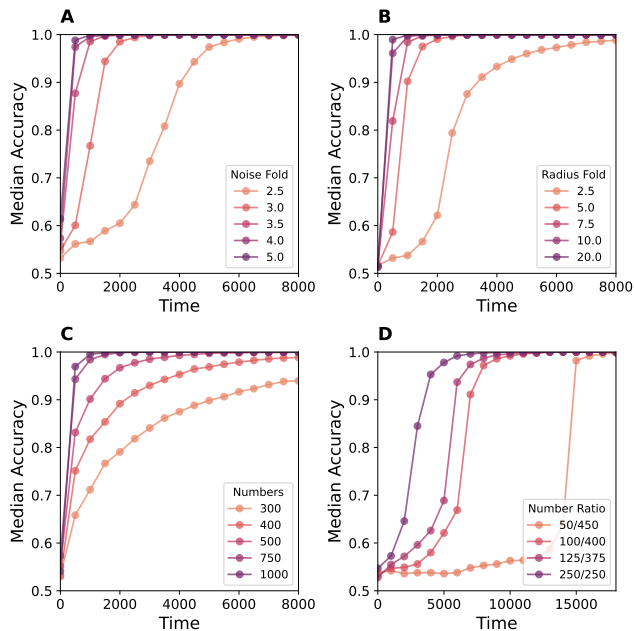 A
1.0
0.9
0.8
0.7
0.6
0.5
Median Accuracy
Noise Fold
2.5
3.0
3.5
4.0
5.0
0 2000 4000 6000 8000
Time
B
1.0
0.9
0.8
0.7
0.6
0.5
Median Accuracy
Radius Fold
2.5
5.0
7.5
10.0
20.0
0 2000 4000 6000 8000
Time
C
1.0
0.9
0.8
0.7
0.6
0.5
Median Accuracy
Numbers
300
400
500
750
1000
0 2000 4000 6000 8000
Time
D
1.0
0.9
0.8
0.7
0.6
0.5
Median Accuracy
Number Ratio
50/450
100/400
125/375
250/250
0 5000 10000 15000
Time